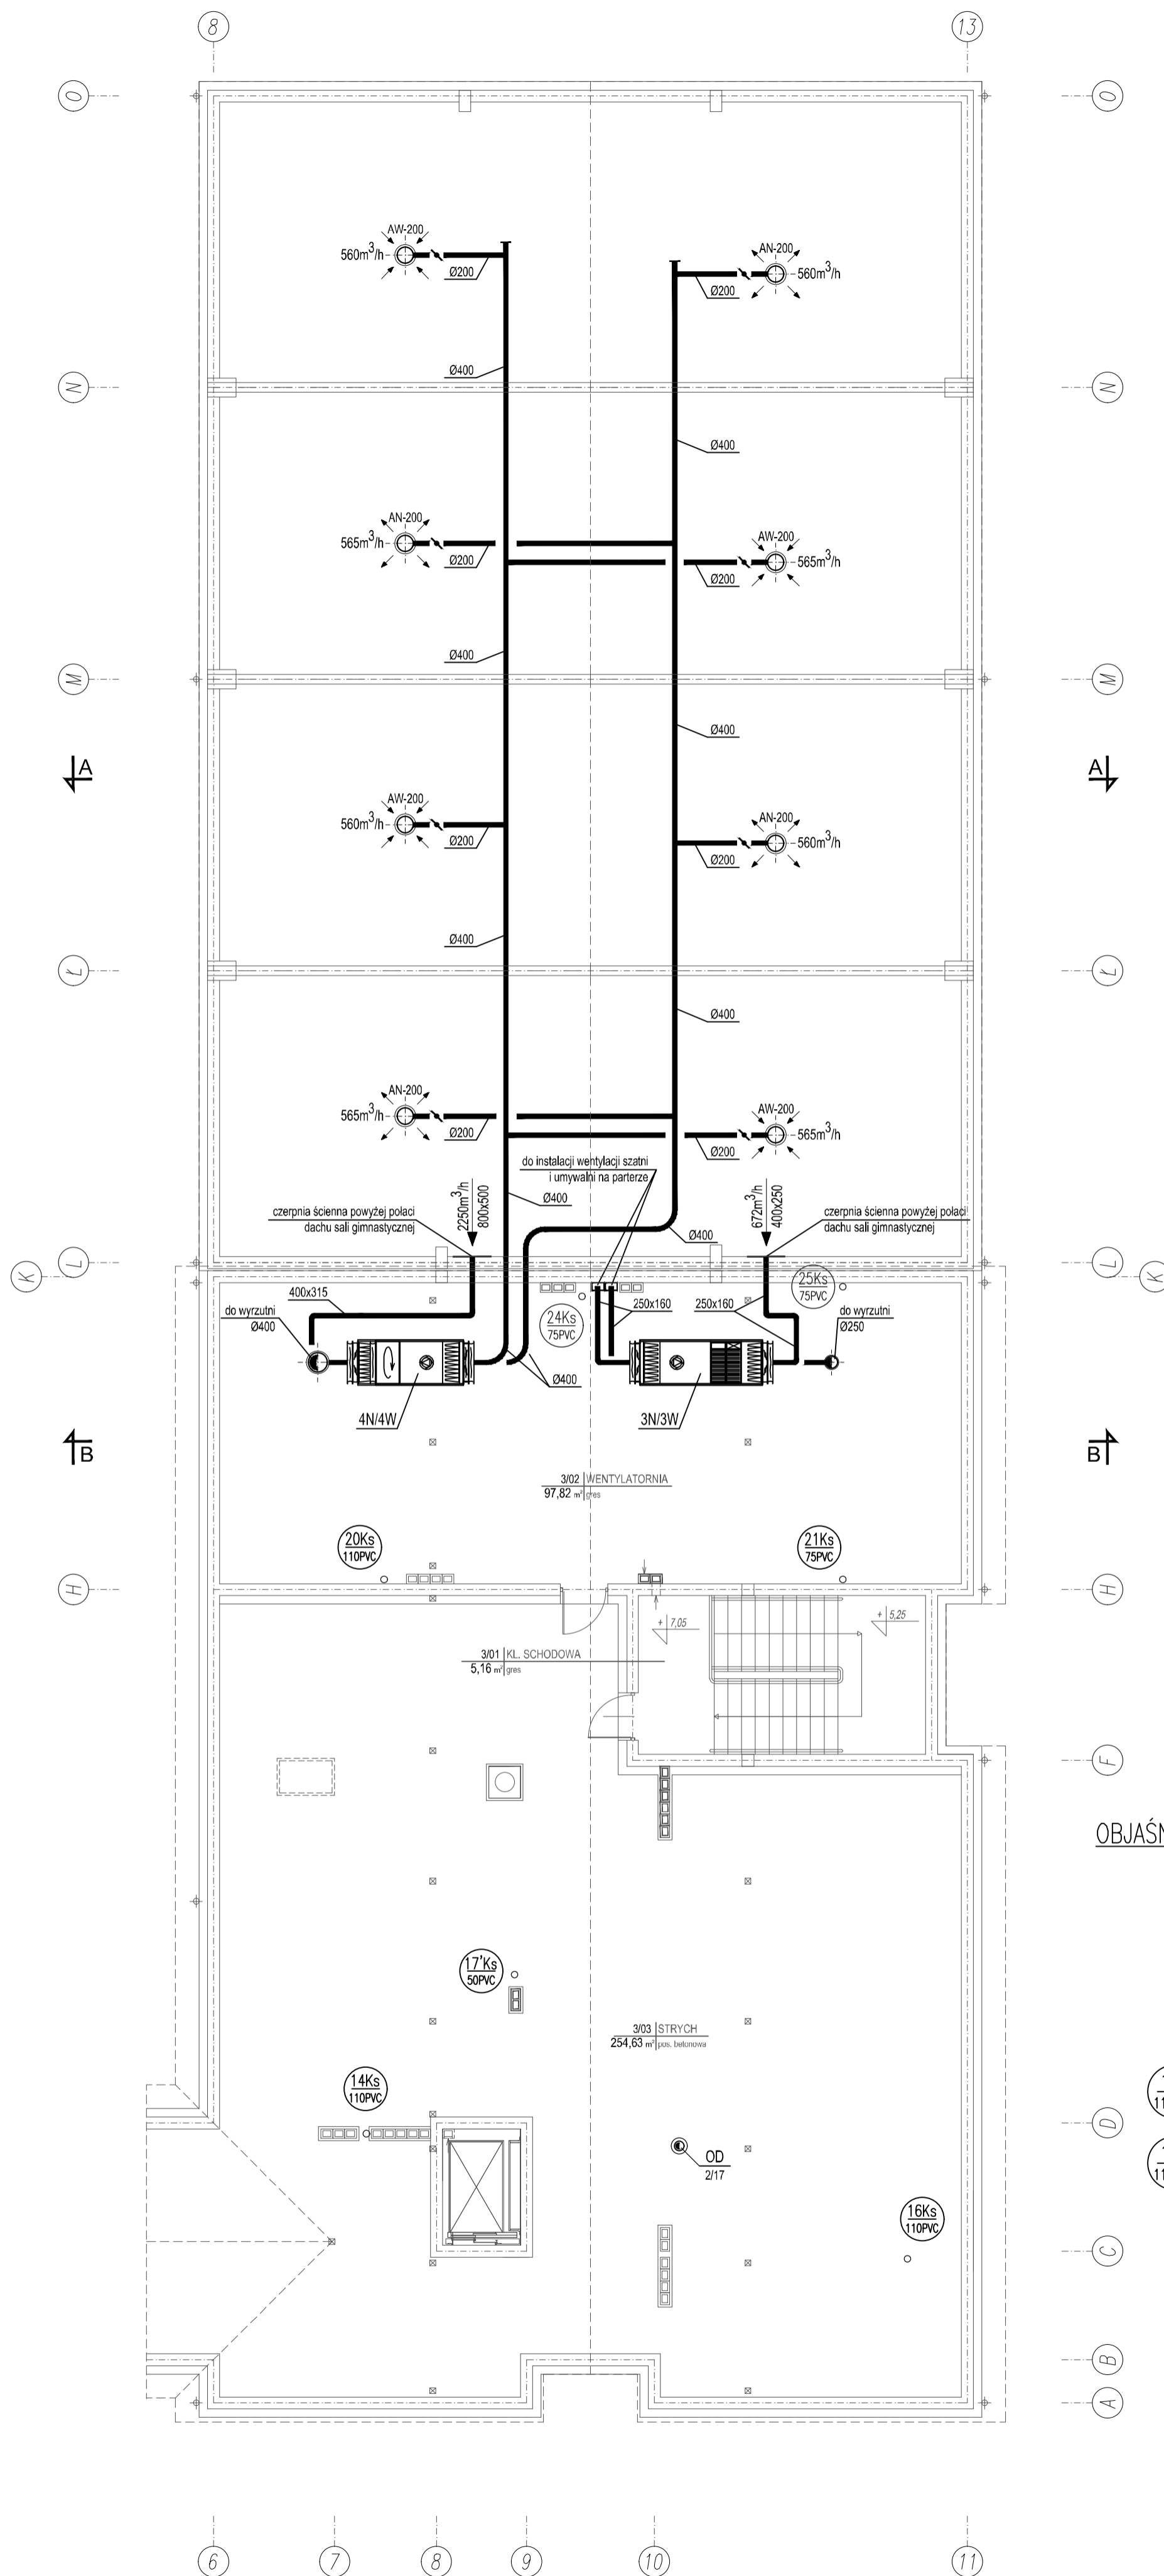 8
13
O
O
AW-200
560m³/h
Ø200
AN-200
560m³/h
Ø200
Ø400
N
N
Ø400
AN-200
565m³/h
Ø200
AW-200
565m³/h
Ø200
Ø400
M
M
Ø400
A
A
AW-200
560m³/h
Ø200
AN-200
560m³/h
Ø200
Ø400
Ł
Ł
Ø400
AN-200
565m³/h
Ø200
AW-200
565m³/h
Ø200
do instalacji wentylacji szatni
i umywalni na parterze
2250m³/h
800x500
Ø400
672m³/h
400x250
czerpnia ścienna powyżej połaci
dachu sali gimnastycznej
czerpnia ścienna powyżej połaci
dachu sali gimnastycznej
Ø400
L
L
K
K
25Ks
75PVC
400x315
250x160
250x160
do wyrzutni
Ø400
24Ks
75PVC
do wyrzutni
Ø250
Ø400
4N/4W
3N/3W
B
B
3/02 WENTYLATORNIA
97,82 m² gres
20Ks
110PVC
21Ks
75PVC
H
H
+ 7,05
+ 5,25
3/01 KL. SCHODOWA
5,16 m² gres
F
OBJAŚN
17'Ks
50PVC
3/03 STRYCH
254,63 m² pos. betonowa
14Ks
110PVC
1
11
D
OD
2/17
1
11
16Ks
110PVC
C
B
A
6
7
8
9
10
11